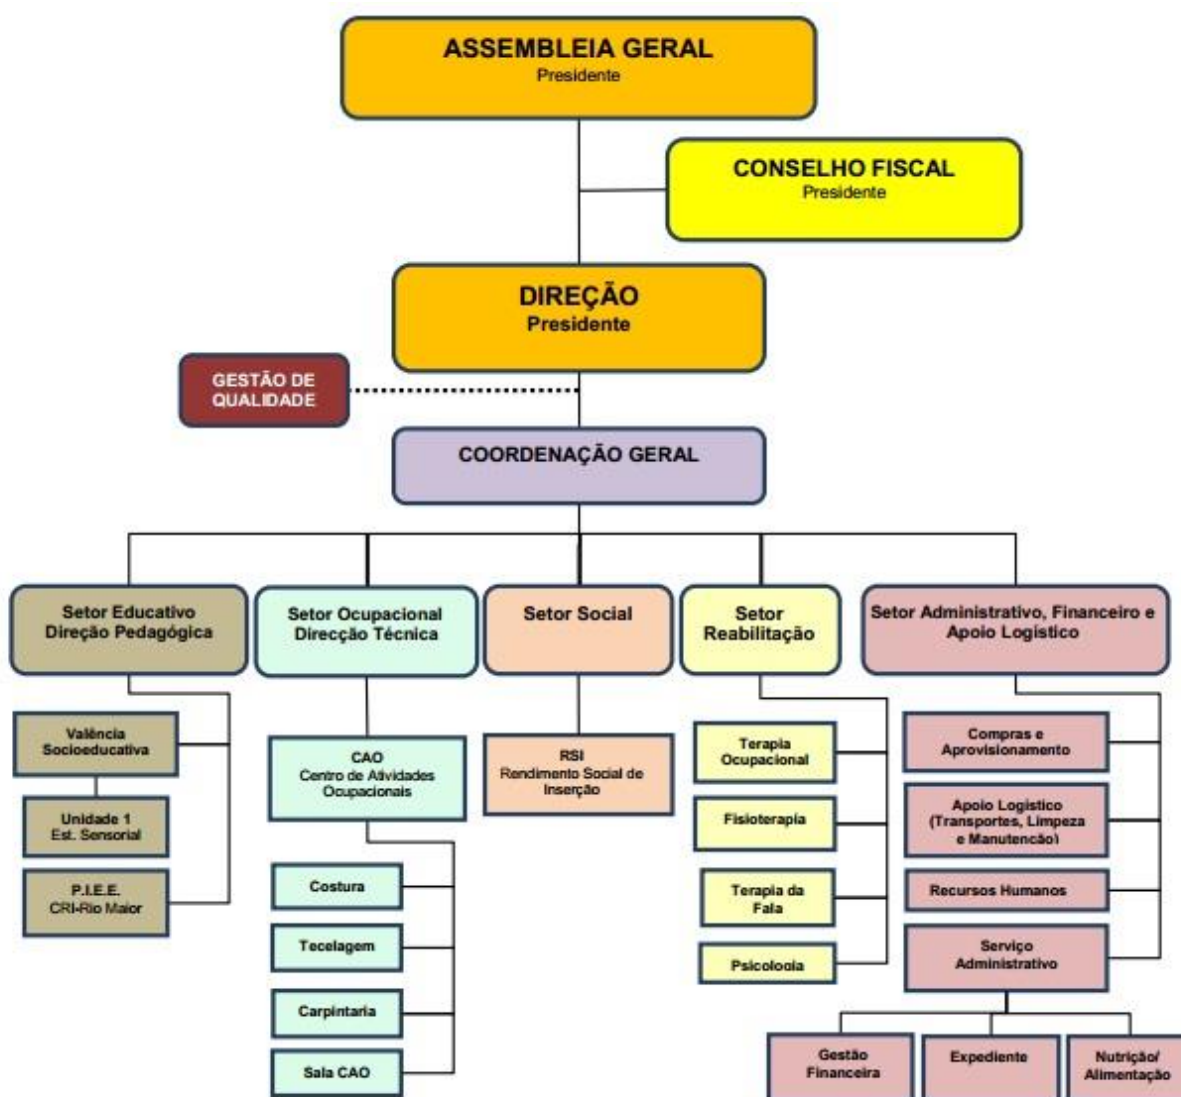 ASSEMBLEIA GERAL
Presidente
CONSELHO FISCAL
Presidente
DIREÇÃO
Presidente
GESTÃO DE
QUALIDADE
COORDENAÇÃO GERAL
Setor Educativo
Direção Pedagógica
Setor Ocupacional
Direcção Técnica
Setor Social
Setor
Reabilitação
Setor Administrativo, Financeiro e
Apoio Logístico
Valência
Socioeducativa
Unidade 1
Est. Sensorial
P.I.E.E.
CRI-Rio Maior
CAO
Centro de Atividades
Ocupacionais
Costura
Tecelagem
Carpintaria
Sala CAO
RSI
Rendimento Social de
Inserção
Terapia
Ocupacional
Fisioterapia
Terapia da
Fala
Psicologia
Compras e
Aprovisionamento
Apoio Logístico
(Transportes, Limpeza
e Manutenção)
Recursos Humanos
Serviço
Administrativo
Gestão
Financeira
Expediente
Nutrição/
Alimentação